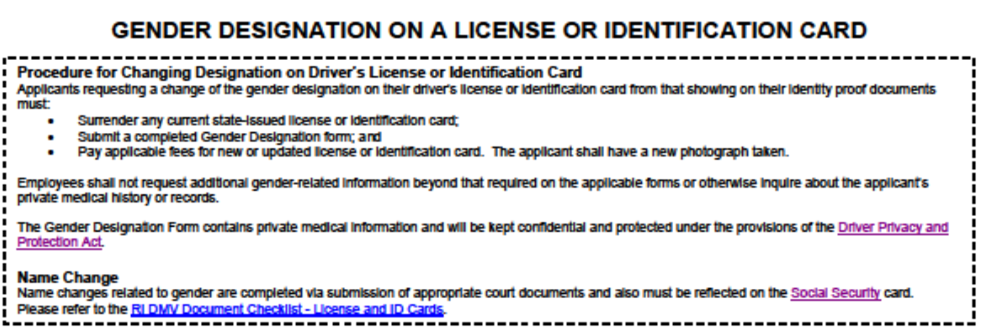 GENDER DESIGNATION ON A LICENSE OR IDENTIFICATION CARD
Procedure for Changing Designation on Driver's License or Identification Card
Applicants requesting a change of the gender designation on their driver's license or identification card from that showing on their identity proof documents
must:
• Surrender any current state-issued license or identification card;
• Submit a completed Gender Designation form; and
• Pay applicable fees for new or updated license or identification card. The applicant shall have a new photograph taken.
Employees shall not request additional gender-related information beyond that required on the applicable forms or otherwise inquire about the applicant's
private medical history or records.
The Gender Designation Form contains private medical information and will be kept confidential and protected under the provisions of the Driver Privacy and
Protection Act.
Name Change
Name changes related to gender are completed via submission of appropriate court documents and also must be reflected on the Social Security card.
Please refer to the RI DMV Document Checklist - License and ID Cards.